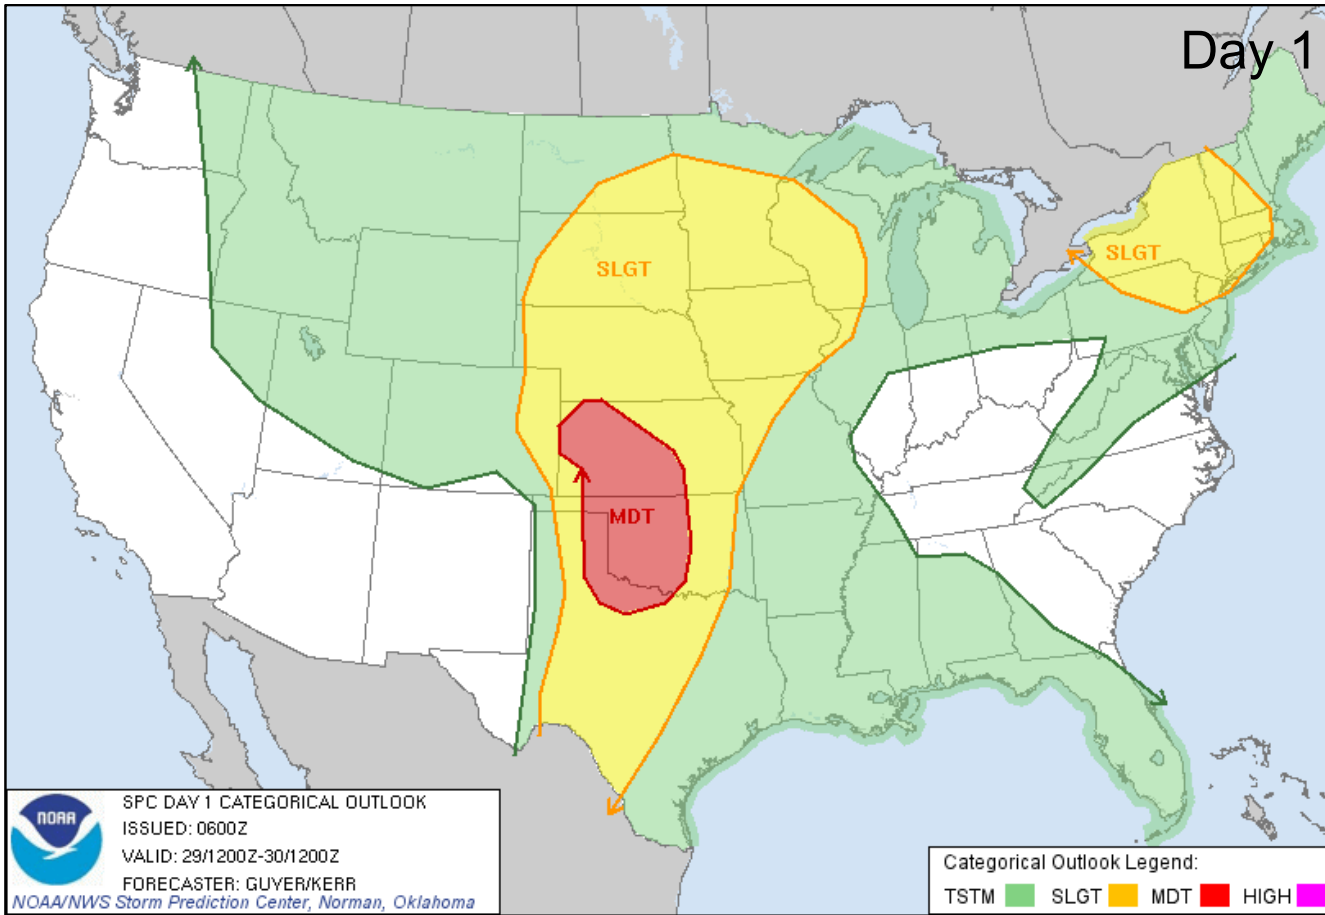 Day 1
SLGT
SLGT
MDT
NOAA
SPC DAY 1 CATEGORICAL OUTLOOK
ISSUED: 0600Z
VALID: 29/1200Z-30/1200Z
FORECASTER: GUYER/KERR
NOAA/NWS Storm Prediction Center, Norman, Oklahoma
Categorical Outlook Legend:
TSTM SLGT MDT HIGH